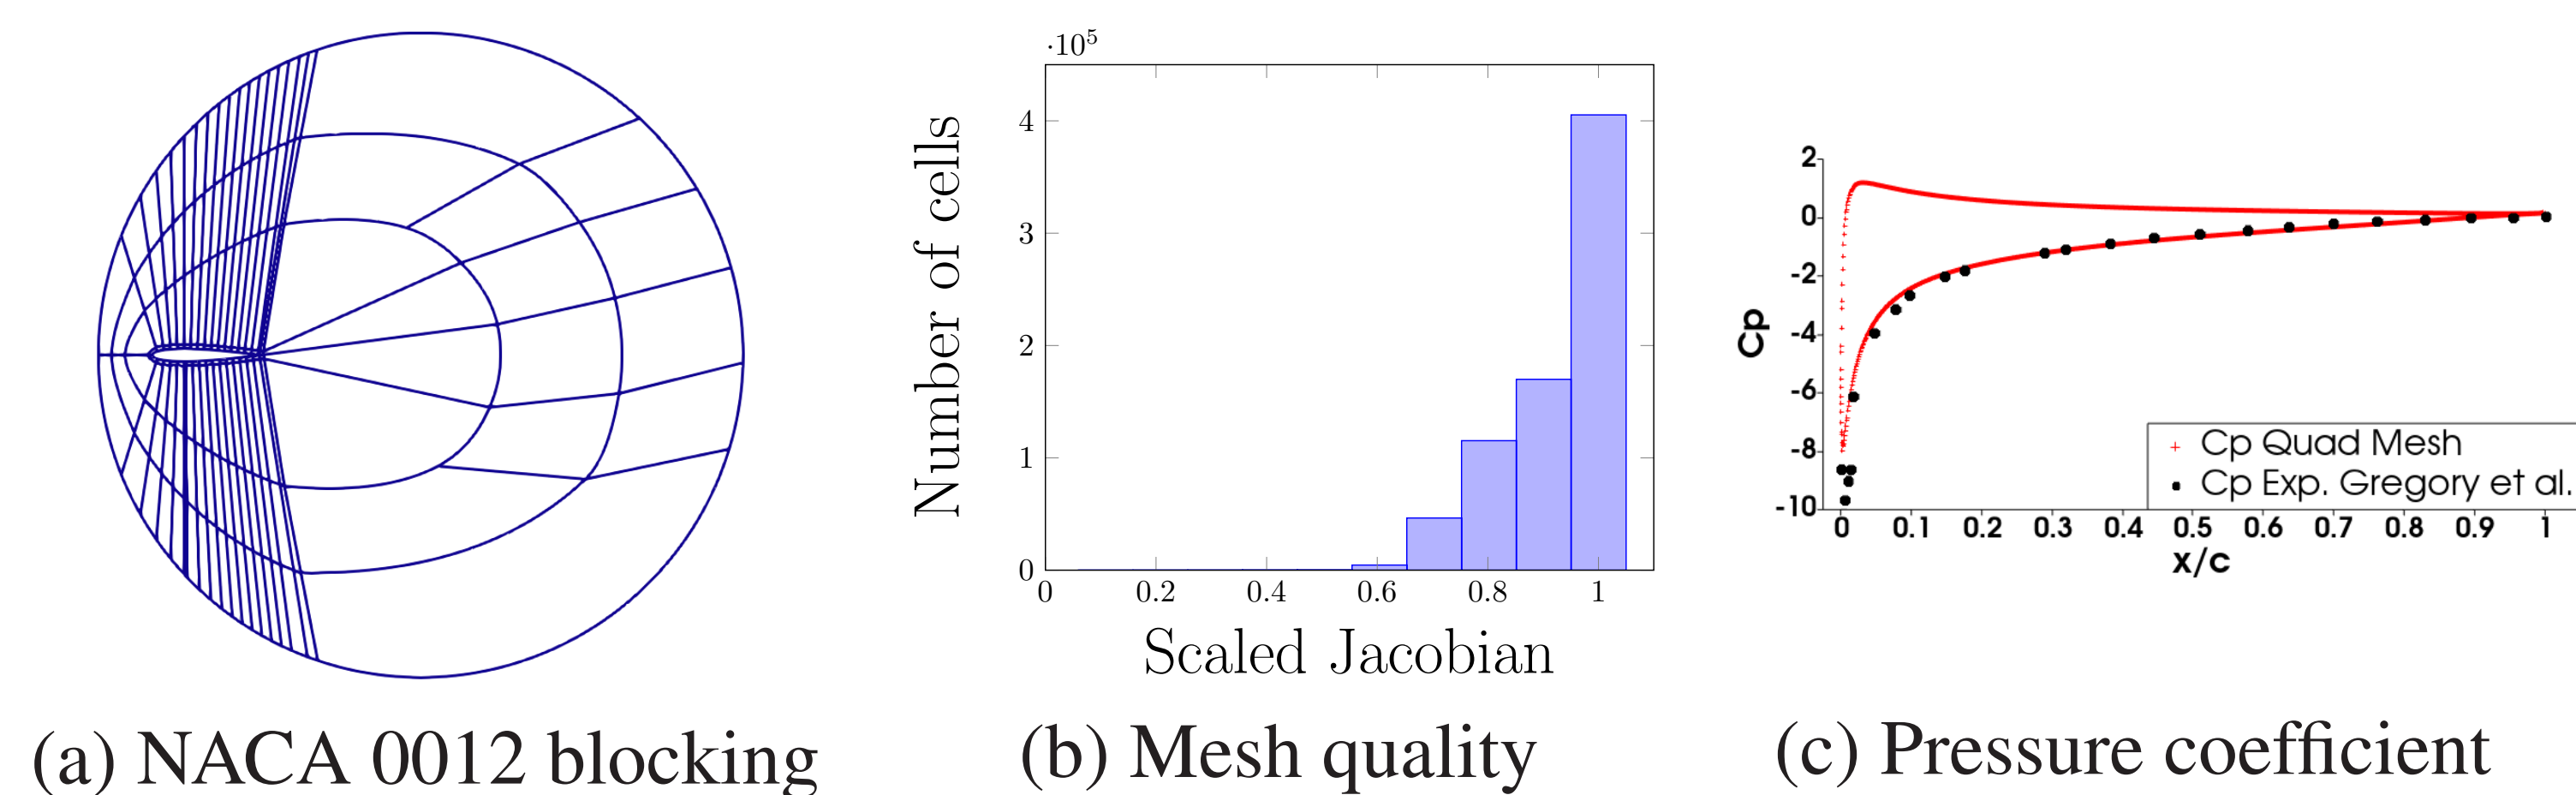 (a) NACA 0012 blocking
·10⁵
4
3
2
1
0
0 0.2 0.4 0.6 0.8 1
Number of cells
Scaled Jacobian
(b) Mesh quality
2
0
-2
-4
-6
-8
-10
0 0.1 0.2 0.3 0.4 0.5 0.6 0.7 0.8 0.9 1
Cp
x/c
Cp Quad Mesh
Cp Exp. Gregory et al.
(c) Pressure coefficient